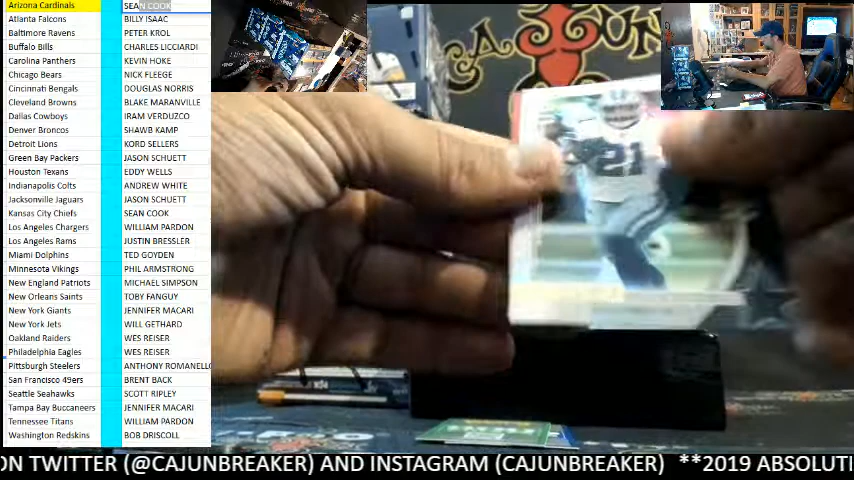 Arizona Cardinals SEAN COOK
Atlanta Falcons BILLY ISAAC
Baltimore Ravens PETER KROL
Buffalo Bills CHARLES LICCIARDI
Carolina Panthers KEVIN HOKE
Chicago Bears NICK FLEEGE
Cincinnati Bengals DOUGLAS NORRIS
Cleveland Browns BLAKE MARANVILLE
Dallas Cowboys IRAM VERDUZCO
Denver Broncos SHAWB KAMP
Detroit Lions KORD SELLERS
Green Bay Packers JASON SCHUETT
Houston Texans EDDY WELLS
Indianapolis Colts ANDREW WHITE
Jacksonville Jaguars JASON SCHUETT
Kansas City Chiefs SEAN COOK
Los Angeles Chargers WILLIAM PARDON
Los Angeles Rams JUSTIN BRESSLER
Miami Dolphins TED GOYDEN
Minnesota Vikings PHIL ARMSTRONG
New England Patriots MICHAEL SIMPSON
New Orleans Saints TOBY FANGUY
New York Giants JENNIFER MACARI
New York Jets WILL GETHARD
Oakland Raiders WES REISER
Philadelphia Eagles WES REISER
Pittsburgh Steelers ANTHONY ROMANELLO
San Francisco 49ers BRENT BACK
Seattle Seahawks SCOTT RIPLEY
Tampa Bay Buccaneers JENNIFER MACARI
Tennessee Titans WILLIAM PARDON
Washington Redskins BOB DRISCOLL
21
ON TWITTER (@CAJUNBREAKER) AND INSTAGRAM (CAJUNBREAKER) **2019 ABSOLUT